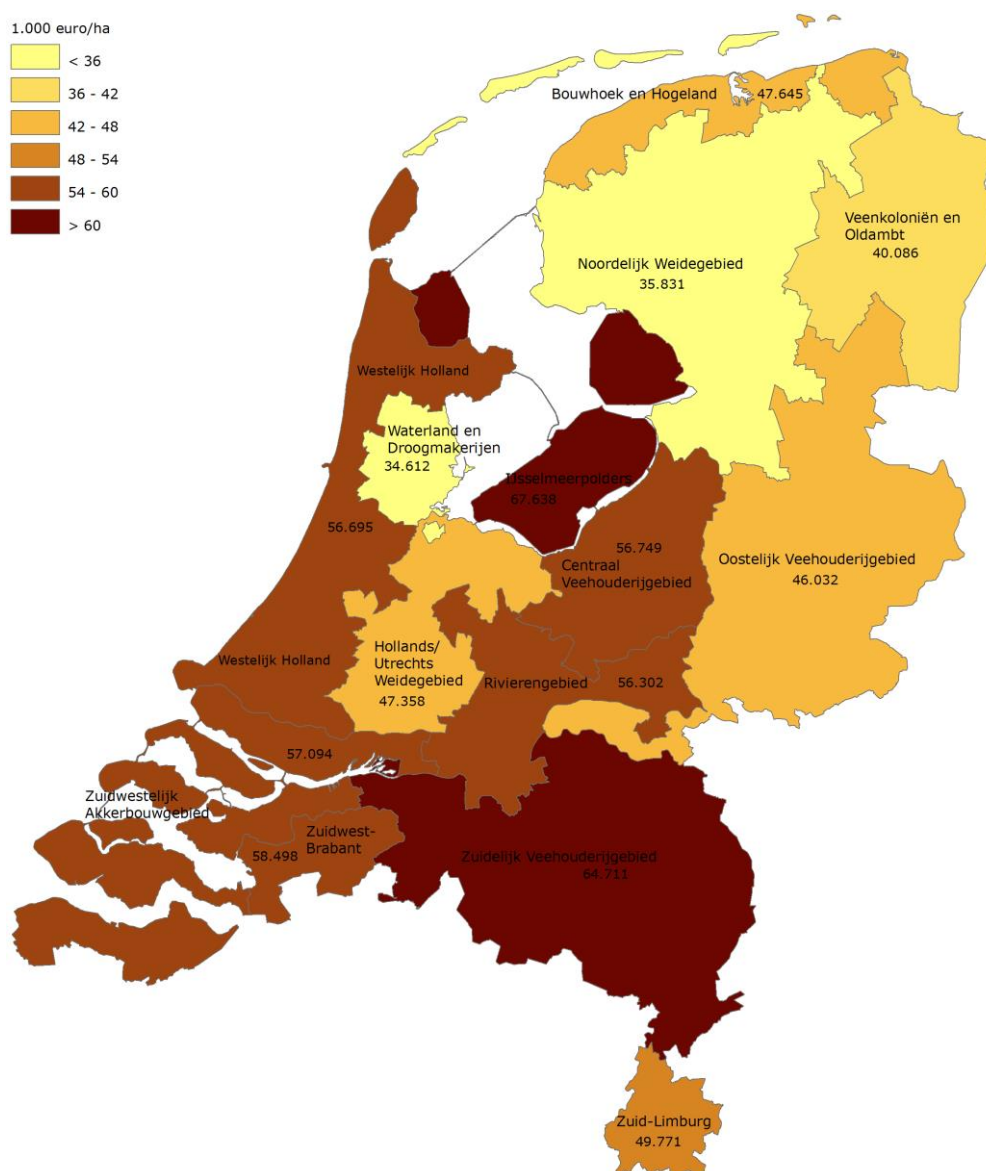 1.000 euro/ha
< 36
36 - 42
42 - 48
48 - 54
54 - 60
> 60
Bouwhoek en Hogeland
47.645
Veenkoloniën en
Oldambt
40.086
Noordelijk Weidegebied
35.831
Westelijk Holland
Waterland en
Droogmakerijen
34.612
IJsselmeerpolders
67.638
56.695
56.749
Centraal
Veehouderijgebied
Oostelijk Veehouderijgebied
46.032
Westelijk Holland
Hollands/
Utrechts
Weidegebied
47.358
Rivierengebied
56.302
57.094
Zuidwestelijk
Akkerbouwgebied
Zuidwest-
Brabant
58.498
Zuidelijk Veehouderijgebied
64.711
Zuid-Limburg
49.771